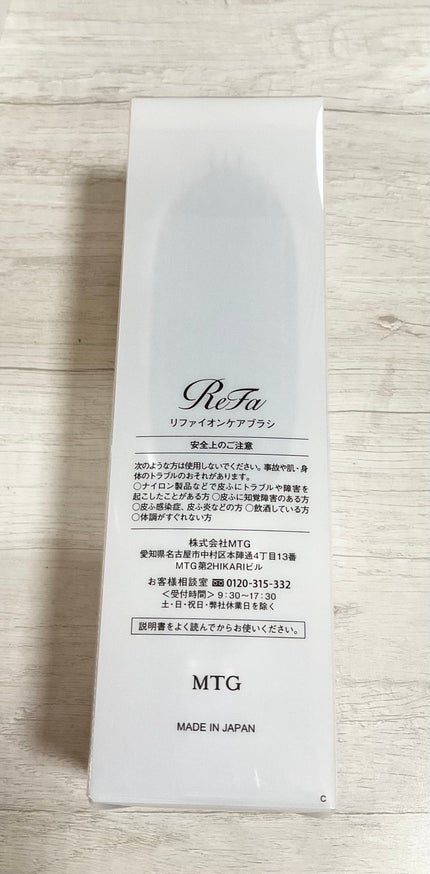 ReFa
リファイオンケアブラシ
安全上のご注意
次のような方は使用しないでください。事故や肌・身
体のトラブルのおそれがあります。
○ナイロン製品などで皮ふにトラブルや障害を
起こしたことがある方 ○皮ふに知覚障害のある方
○皮ふ感染症、皮ふ炎などの方 ○飲酒している方
○体調がすぐれない方
株式会社MTG
愛知県名古屋市中村区本陣通4丁目13番
MTG第2HIKARIビル
お客様相談室 0120-315-332
<受付時間> 9:30～17:30
土・日・祝日・弊社休業日を除く
説明書をよく読んでからお使いください。
MTG
MADE IN JAPAN
C